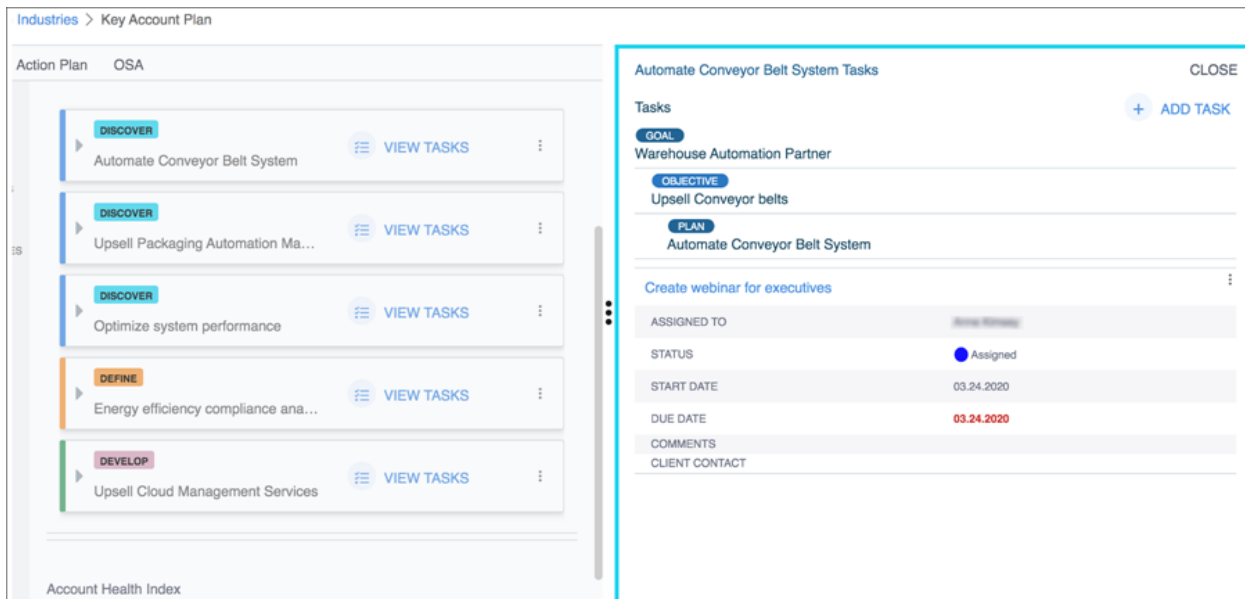 Industries > Key Account Plan
Action Plan OSA
DISCOVER
Automate Conveyor Belt System
VIEW TASKS
DISCOVER
Upsell Packaging Automation Ma...
VIEW TASKS
DISCOVER
Optimize system performance
VIEW TASKS
DEFINE
Energy efficiency compliance ana...
VIEW TASKS
DEVELOP
Upsell Cloud Management Services
VIEW TASKS
Account Health Index
Automate Conveyor Belt System Tasks CLOSE
Tasks + ADD TASK
GOAL
Warehouse Automation Partner
OBJECTIVE
Upsell Conveyor belts
PLAN
Automate Conveyor Belt System
Create webinar for executives
ASSIGNED TO
STATUS Assigned
START DATE 03.24.2020
DUE DATE 03.24.2020
COMMENTS
CLIENT CONTACT